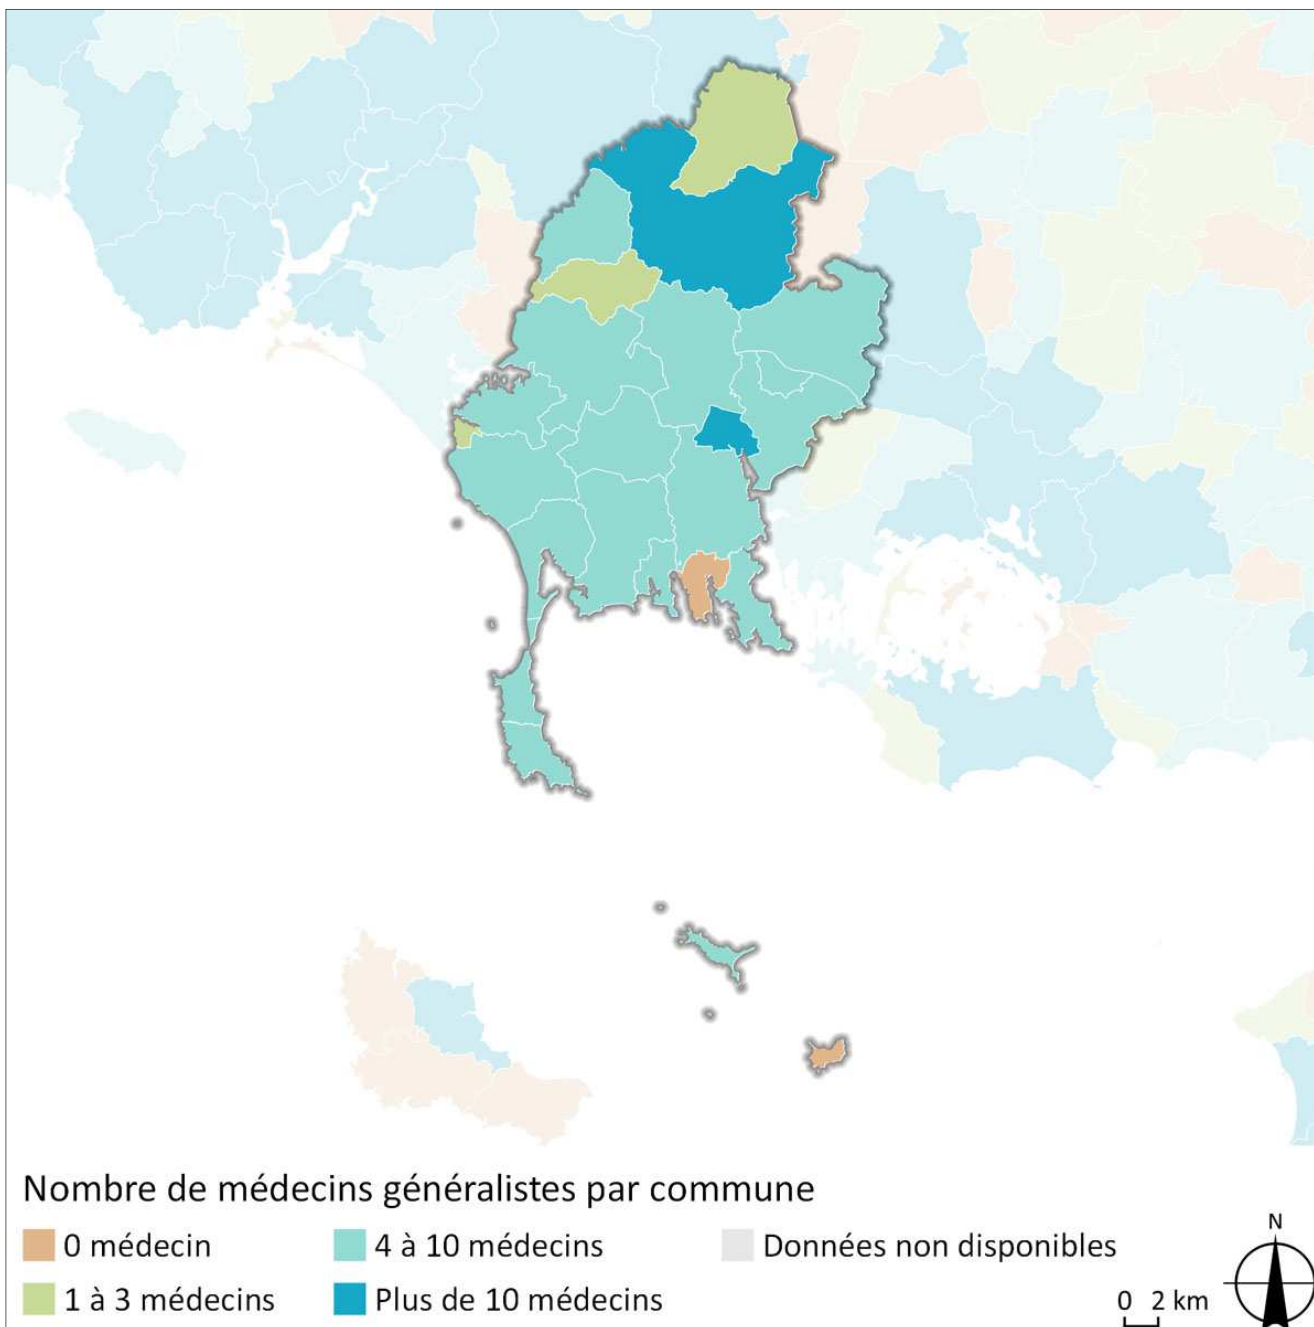 Nombre de médecins généralistes par commune
0 médecin
4 à 10 médecins
Données non disponibles
1 à 3 médecins
Plus de 10 médecins
0 2 km
N